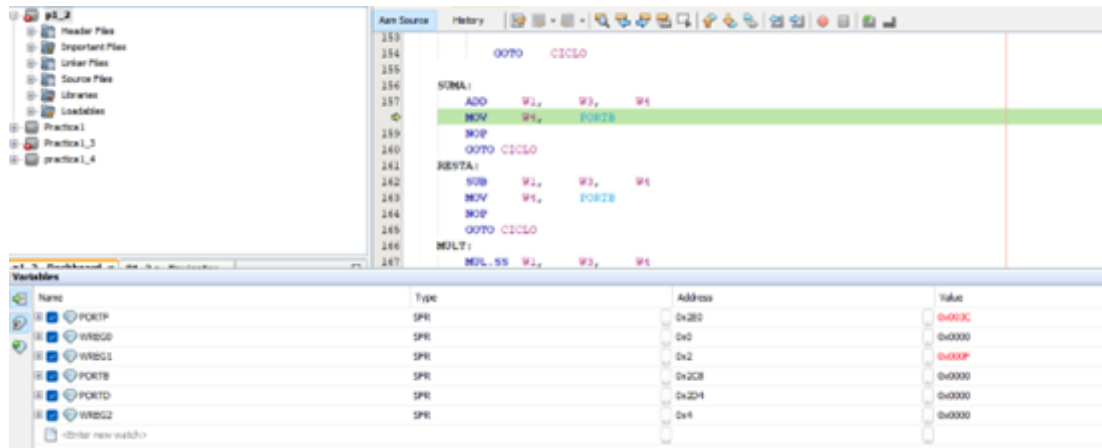 p1_2
Header Files
Important Files
Linker Files
Source Files
Libraries
Loadables
Practica1
Practica1_3
practica1_4
Asm Source History
153
154 GOTO CICLO
155
156 SUMA:
157 ADD W1, W3, W4
MOV W4, PORTB
159 NOP
160 GOTO CICLO
161 RESTA:
162 SUB W1, W3, W4
163 MOV W4, PORTB
164 NOP
165 GOTO CICLO
166 MULT:
167 MUL.SS W1, W3, W4
p1_2 - Dashboard
Variables
Name Type Address Value
PORTF SFR 0x2E0 0x003C
WREG0 SFR 0x0 0x0000
WREG1 SFR 0x2 0x000F
PORTB SFR 0x2C8 0x0000
PORTD SFR 0x2D4 0x0000
WREG2 SFR 0x4 0x0000
<Enter new watch>